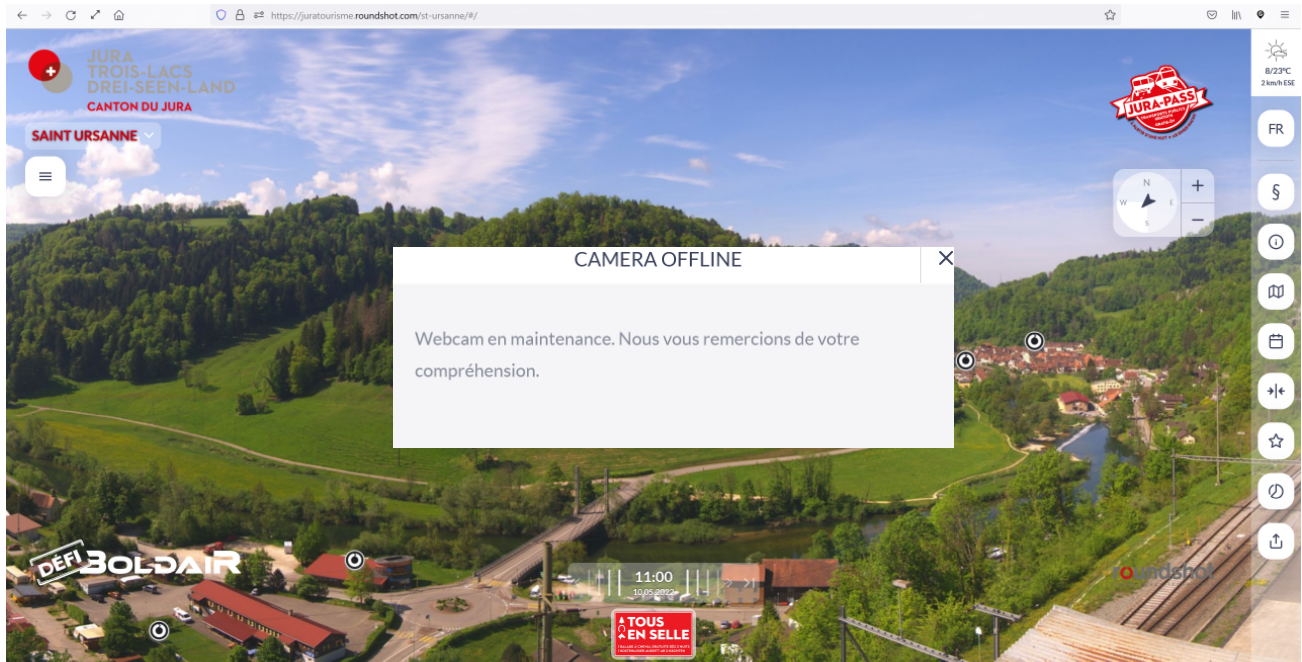 https://juratourisme.roundshot.com/st-ursanne/#/
JURA
TROIS-LACS
DREI-SEEN-LAND
CANTON DU JURA
SAINT URSANNE
JURA-PASS
8/23°C
2 km/h ESE
FR
§
N
W E
S
+
−
CAMERA OFFLINE
Webcam en maintenance. Nous vous remercions de votre
compréhension.
DÉFI BOLDAIR
11:00
10.05.2022
roundshot
TOUS
EN SELLE